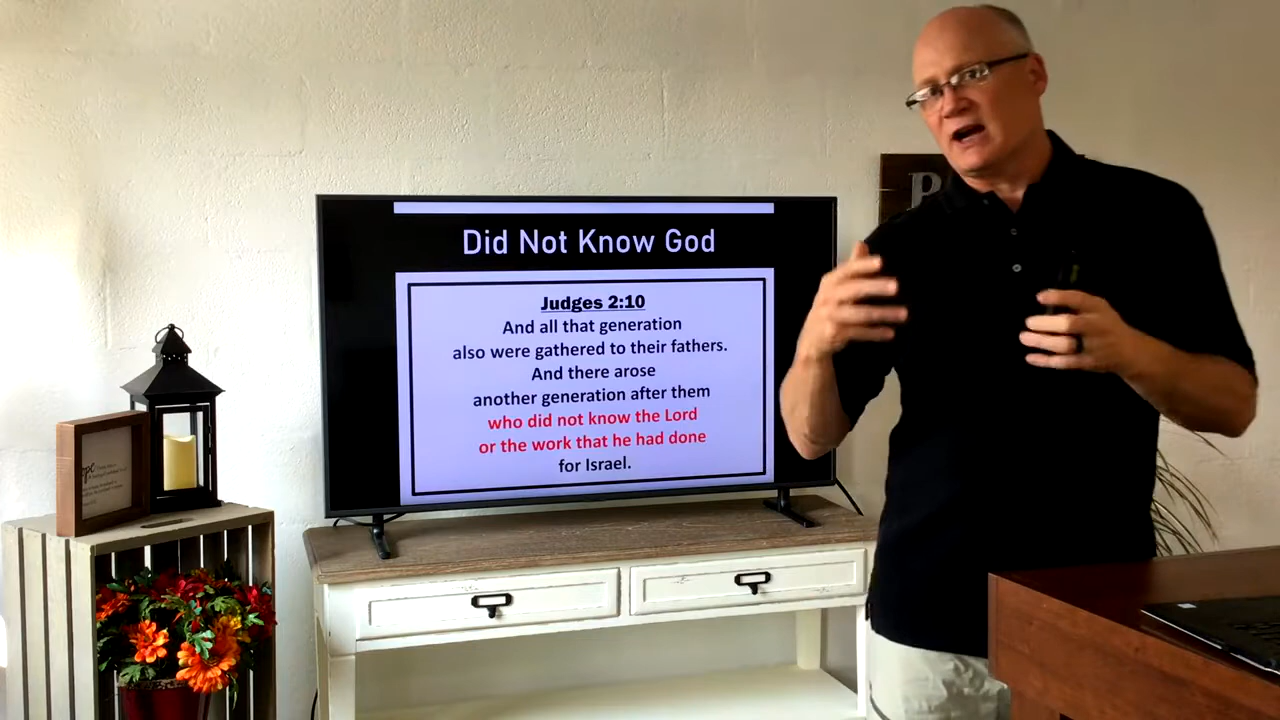 Did Not Know God
Judges 2:10
And all that generation
also were gathered to their fathers.
And there arose
another generation after them
who did not know the Lord
or the work that he had done
for Israel.